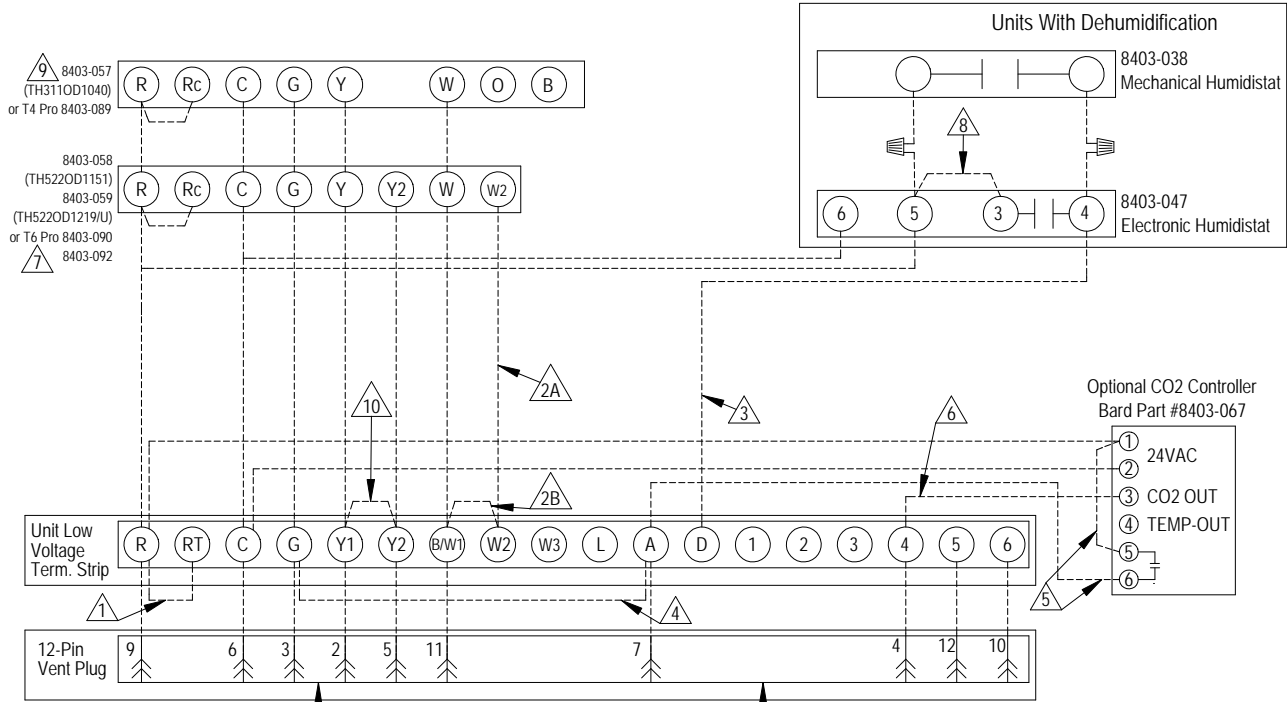 Units With Dehumidification
8403-038
Mechanical Humidistat
9
8403-057
(TH311OD1040)
or T4 Pro 8403-089
R Rc C G Y W O B
8
8403-058
(TH522OD1151)
8403-059
(TH522OD1219/U)
or T6 Pro 8403-090
8403-092
7
R Rc C G Y Y2 W W2
6 5 3 4
8403-047
Electronic Humidistat
2A
10
3
6
2B
Optional CO2 Controller
Bard Part #8403-067
1
24VAC
2
3 CO2 OUT
4 TEMP-OUT
5
6
5
Unit Low
Voltage
Term. Strip
R RT C G Y1 Y2 B/W1 W2 W3 L A D 1 2 3 4 5 6
1
4
12-Pin
Vent Plug
9 6 3 2 5 11 7 4 12 10